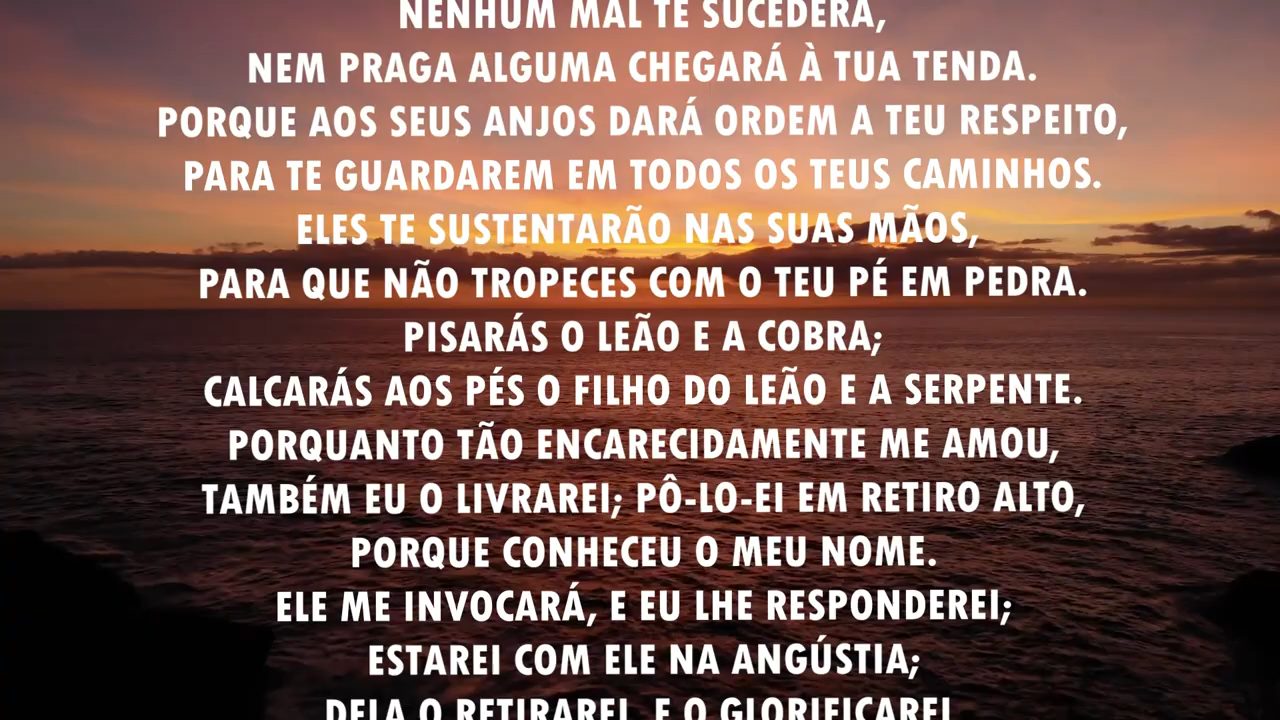 NENHUM MAL TE SUCEDERÁ,
NEM PRAGA ALGUMA CHEGARÁ À TUA TENDA.
PORQUE AOS SEUS ANJOS DARÁ ORDEM A TEU RESPEITO,
PARA TE GUARDAREM EM TODOS OS TEUS CAMINHOS.
ELES TE SUSTENTARÃO NAS SUAS MÃOS,
PARA QUE NÃO TROPECES COM O TEU PÉ EM PEDRA.
PISARÁS O LEÃO E A COBRA;
CALCARÁS AOS PÉS O FILHO DO LEÃO E A SERPENTE.
PORQUANTO TÃO ENCARECIDAMENTE ME AMOU,
TAMBÉM EU O LIVRAREI; PÔ-LO-EI EM RETIRO ALTO,
PORQUE CONHECEU O MEU NOME.
ELE ME INVOCARÁ, E EU LHE RESPONDEREI;
ESTAREI COM ELE NA ANGÚSTIA;
DELA O RETIRAREI, E O GLORIFICAREI